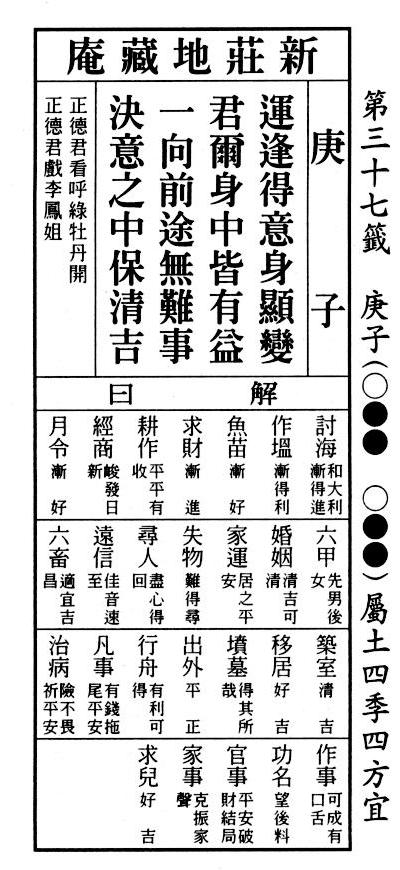 第三十七籤 庚子(○●● ○●●)屬土四季四方宜
新莊地藏庵
庚子
運逢得意身顯變
君爾身中皆有益
一向前途無難事
決意之中保清吉
正德君看呼綠牡丹開
正德君戲李鳳姐
解曰
討海 和大利漸得進
作塭 漸得利
魚苗 漸好
求財 漸進
耕作 平平有收
經商 峻發日新
月令 漸好
六甲 先男後女
婚姻 清吉可清
家運 居之平安
失物 難得尋
尋人 盡心得回
遠信 佳音速至
六畜 適宜吉昌
築室 清吉
移居 好吉
墳墓 得其所哉
出外 平正
行舟 有利可得
凡事 有錢拖尾平安
治病 險不畏祈平安
作事 可成有口舌
功名 望後料
官事 平安破財結局
家事 克振家聲
求兒 好吉